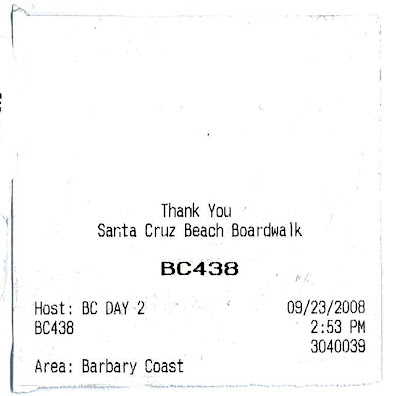 Thank You
Santa Cruz Beach Boardwalk
BC438
Host: BC DAY 2 09/23/2008
BC438 2:53 PM
3040039
Area: Barbary Coast